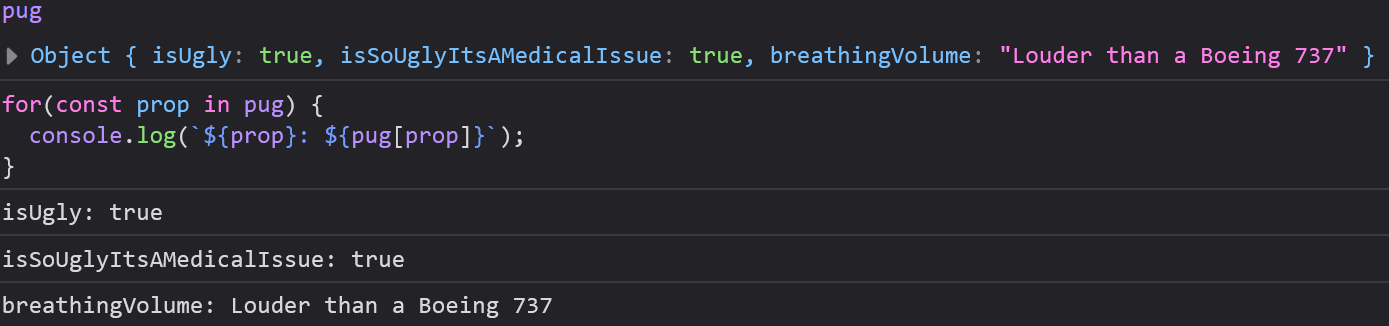 pug
Object { isUgly: true, isSoUglyItsAMedicalIssue: true, breathingVolume: "Louder than a Boeing 737" }
for(const prop in pug) {
  console.log(`${prop}: ${pug[prop]}`);
}
isUgly: true
isSoUglyItsAMedicalIssue: true
breathingVolume: Louder than a Boeing 737